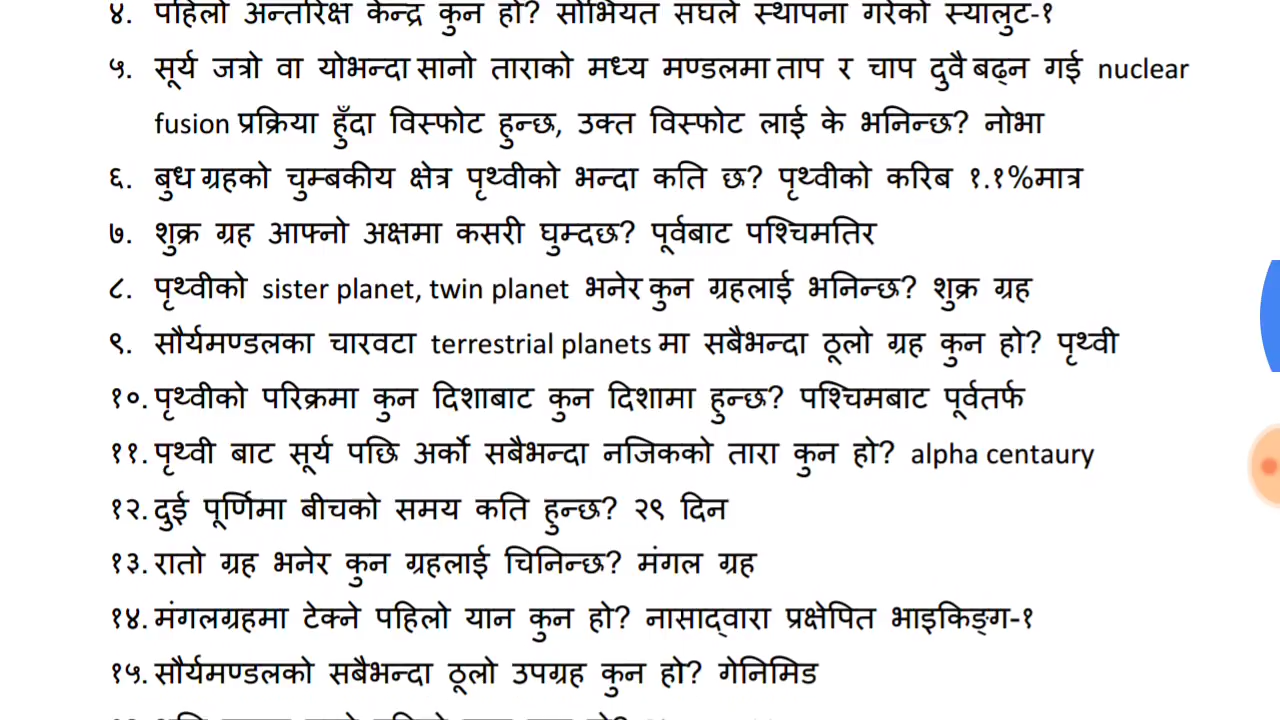 ४. पहिलो अन्तरिक्ष केन्द्र कुन हो? सोभियत संघले स्थापना गरेको स्यालुट-१
५. सूर्य जत्रो वा योभन्दा सानो ताराको मध्य मण्डलमा ताप र चाप दुवै बढ्न गई nuclear
fusion प्रक्रिया हुँदा विस्फोट हुन्छ, उक्त विस्फोट लाई के भनिन्छ? नोभा
६. बुध ग्रहको चुम्बकीय क्षेत्र पृथ्वीको भन्दा कति छ? पृथ्वीको करिब १.१%मात्र
७. शुक्र ग्रह आफ्नो अक्षमा कसरी घुम्दछ? पूर्वबाट पश्चिमतिर
८. पृथ्वीको sister planet, twin planet भनेर कुन ग्रहलाई भनिन्छ? शुक्र ग्रह
९. सौर्यमण्डलका चारवटा terrestrial planets मा सबैभन्दा ठूलो ग्रह कुन हो? पृथ्वी
१०. पृथ्वीको परिक्रमा कुन दिशाबाट कुन दिशामा हुन्छ? पश्चिमबाट पूर्वतर्फ
११. पृथ्वी बाट सूर्य पछि अर्को सबैभन्दा नजिकको तारा कुन हो? alpha centaury
१२. दुई पूर्णिमा बीचको समय कति हुन्छ? २९ दिन
१३. रातो ग्रह भनेर कुन ग्रहलाई चिनिन्छ? मंगल ग्रह
१४. मंगलग्रहमा टेक्ने पहिलो यान कुन हो? नासाद्वारा प्रक्षेपित भाइकिङ्ग-१
१५. सौर्यमण्डलको सबैभन्दा ठूलो उपग्रह कुन हो? गेनिमिड